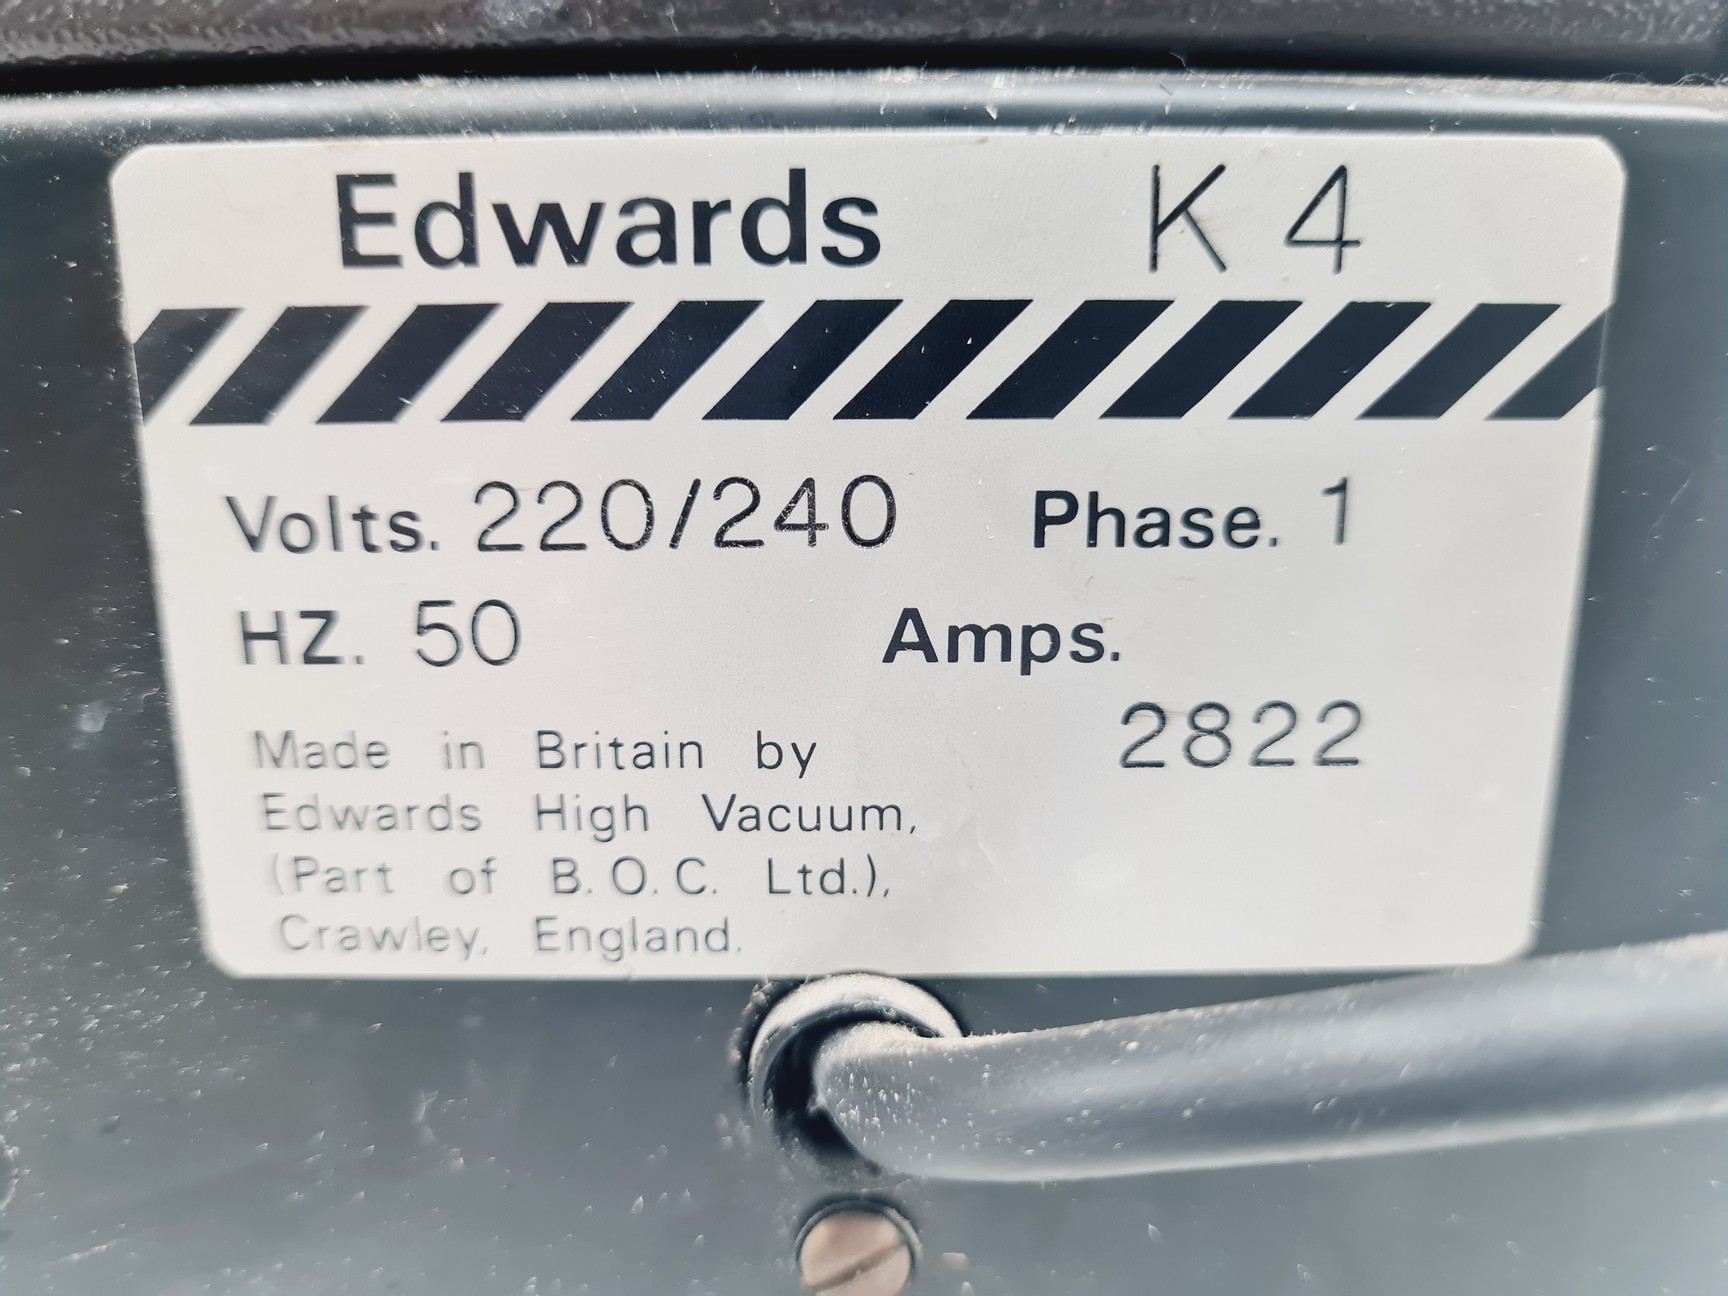 Edwards K 4
Volts. 220/240 Phase. 1
HZ. 50 Amps.
2822
Made in Britain by
Edwards High Vacuum,
(Part of B.O.C. Ltd.),
Crawley, England.